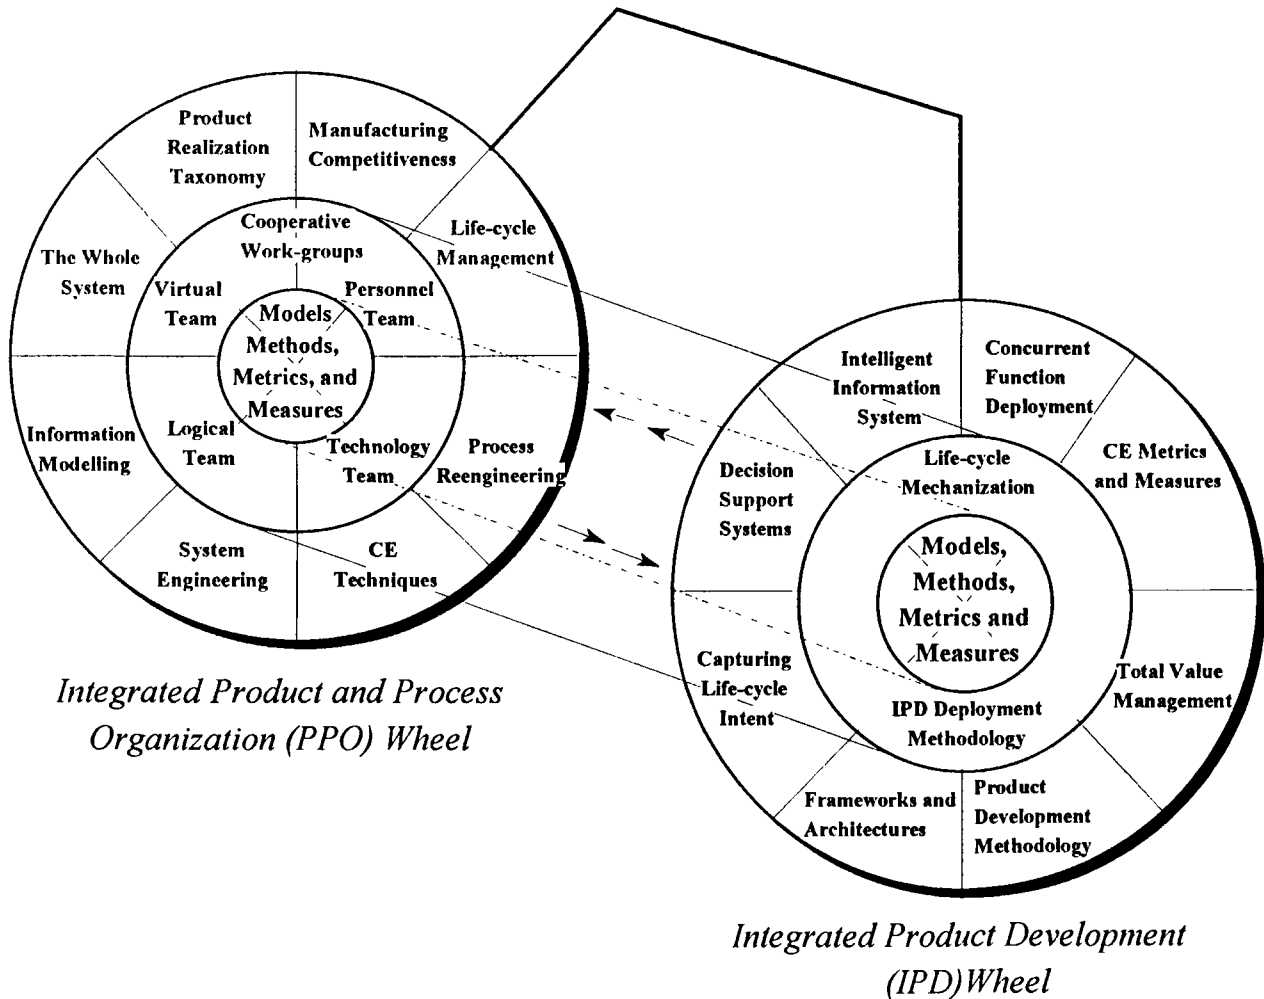 Product
Realization
Taxonomy
Manufacturing
Competitiveness
Life-cycle
Management
Process
Reengineering
CE
Techniques
System
Engineering
Information
Modelling
The Whole
System
Cooperative
Work-groups
Virtual
Team
Personnel
Team
Logical
Team
Technology
Team
Models
Methods,
Metrics, and
Measures
Integrated Product and Process
Organization (PPO) Wheel
Intelligent
Information
System
Concurrent
Function
Deployment
CE Metrics
and Measures
Total Value
Management
Product
Development
Methodology
Frameworks and
Architectures
Capturing
Life-cycle
Intent
Decision
Support
Systems
Life-cycle
Mechanization
IPD Deployment
Methodology
Models,
Methods,
Metrics and
Measures
Integrated Product Development
(IPD)Wheel